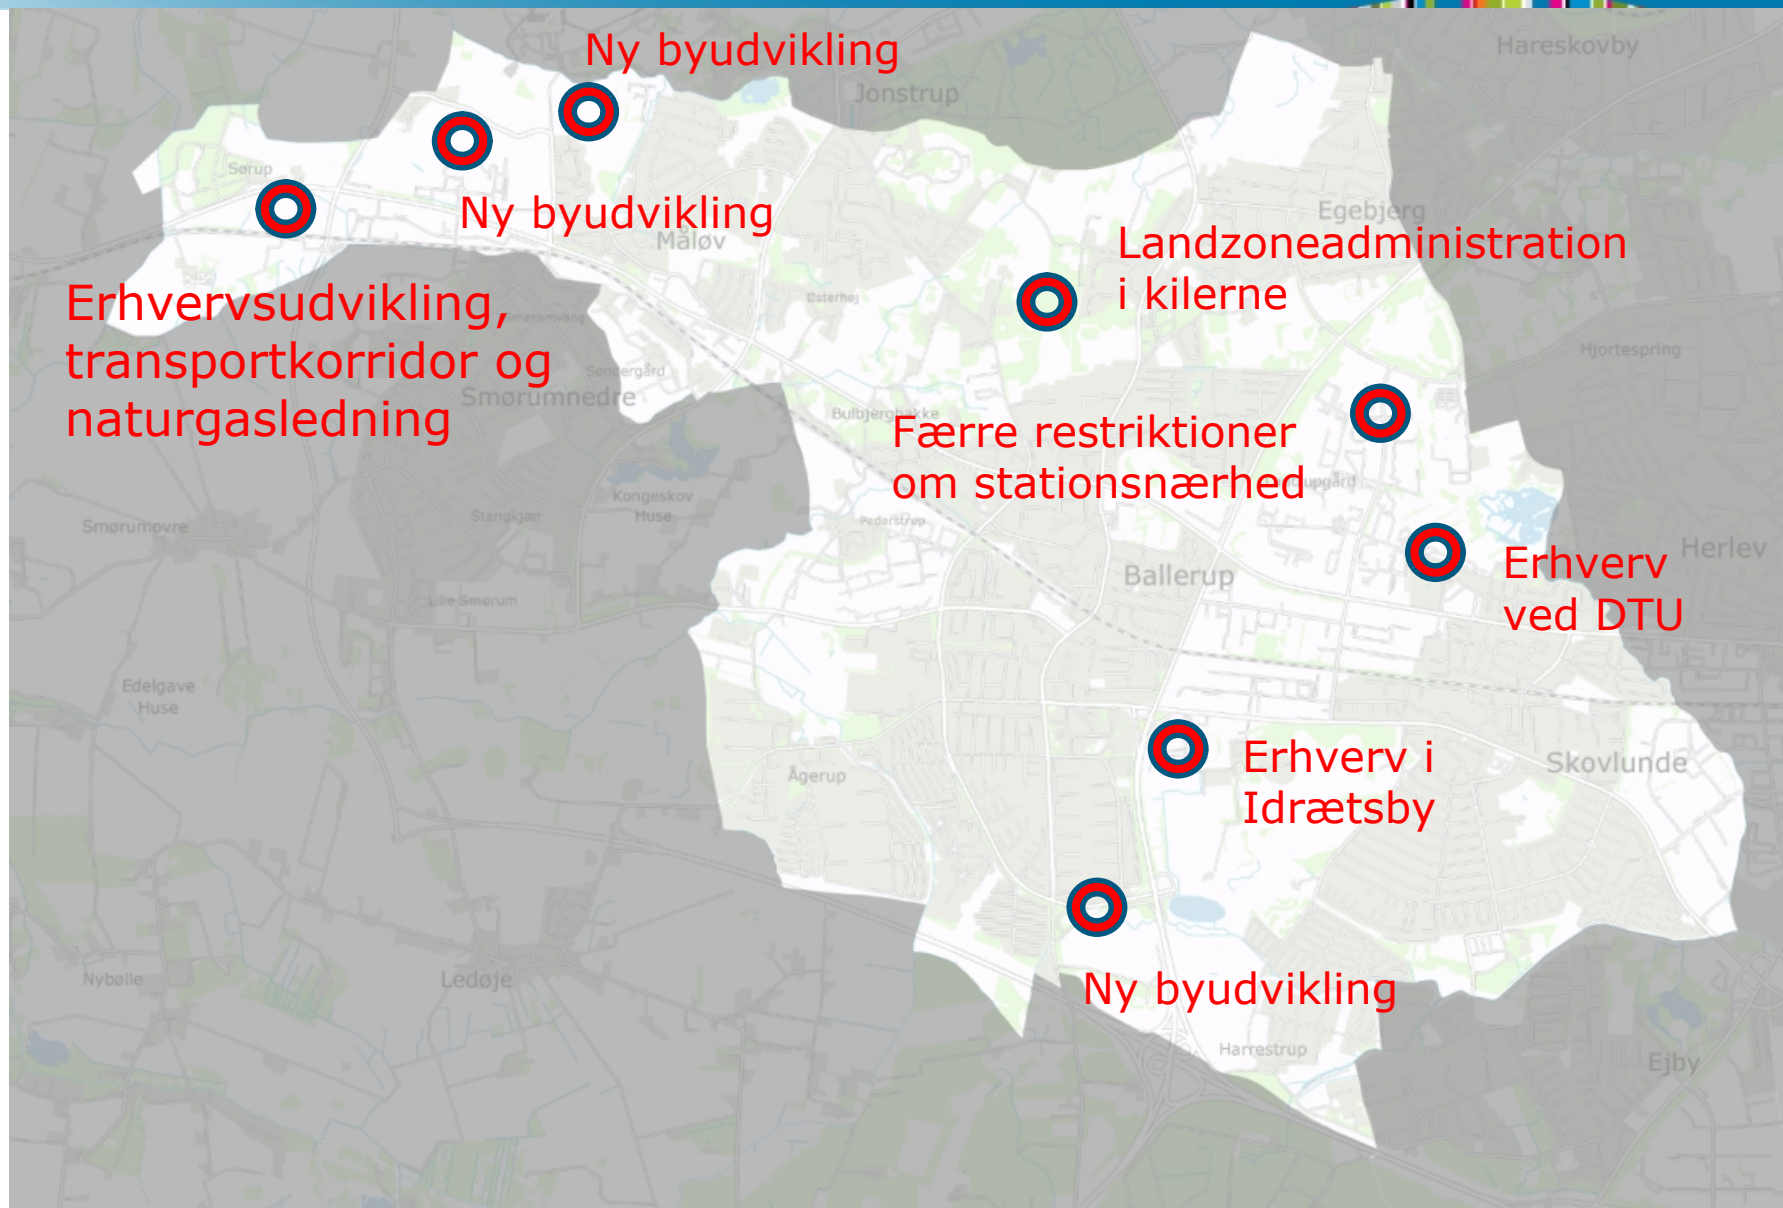 Ny byudvikling
Hareskovby
Jonstrup
Sørup
Ny byudvikling
Måløv
Egebjerg
Landzoneadministration
i kilerne
Erhvervsudvikling,
transportkorridor og
naturgasledning
Østerhøj
Smørumvang
Søndergård
Smørumnedre
Hjortespring
Bulbjergbakke
Færre restriktioner
om stationsnærhed
Kongeskov
Huse
Stangkjær
Smørumovre
Pederstrup
Herlev
Erhverv
ved DTU
Ballerup
Lille Smørum
Edelgave
Huse
Erhverv i
Idrætsby
Skovlunde
Ågerup
Ny byudvikling
Nybølle
Ledøje
Harrestrup
Ejby